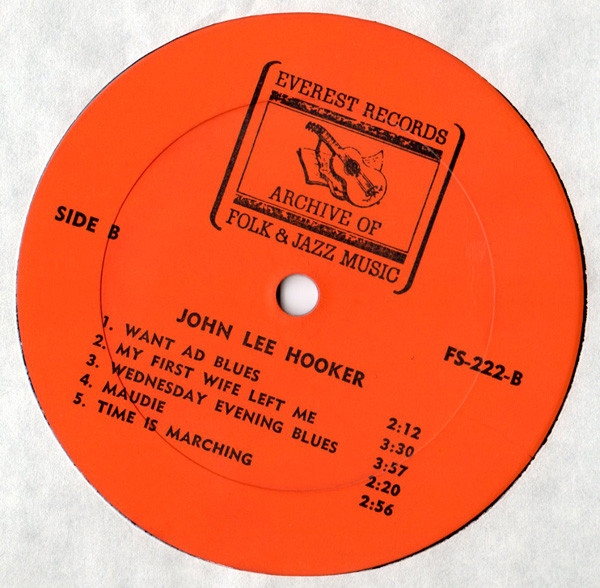 EVEREST RECORDS
ARCHIVE OF
FOLK & JAZZ MUSIC
SIDE B
JOHN LEE HOOKER
FS-222-B
1. WANT AD BLUES 2:12
2. MY FIRST WIFE LEFT ME 3:30
3. WEDNESDAY EVENING BLUES 3:57
4. MAUDIE 2:20
5. TIME IS MARCHING 2:56